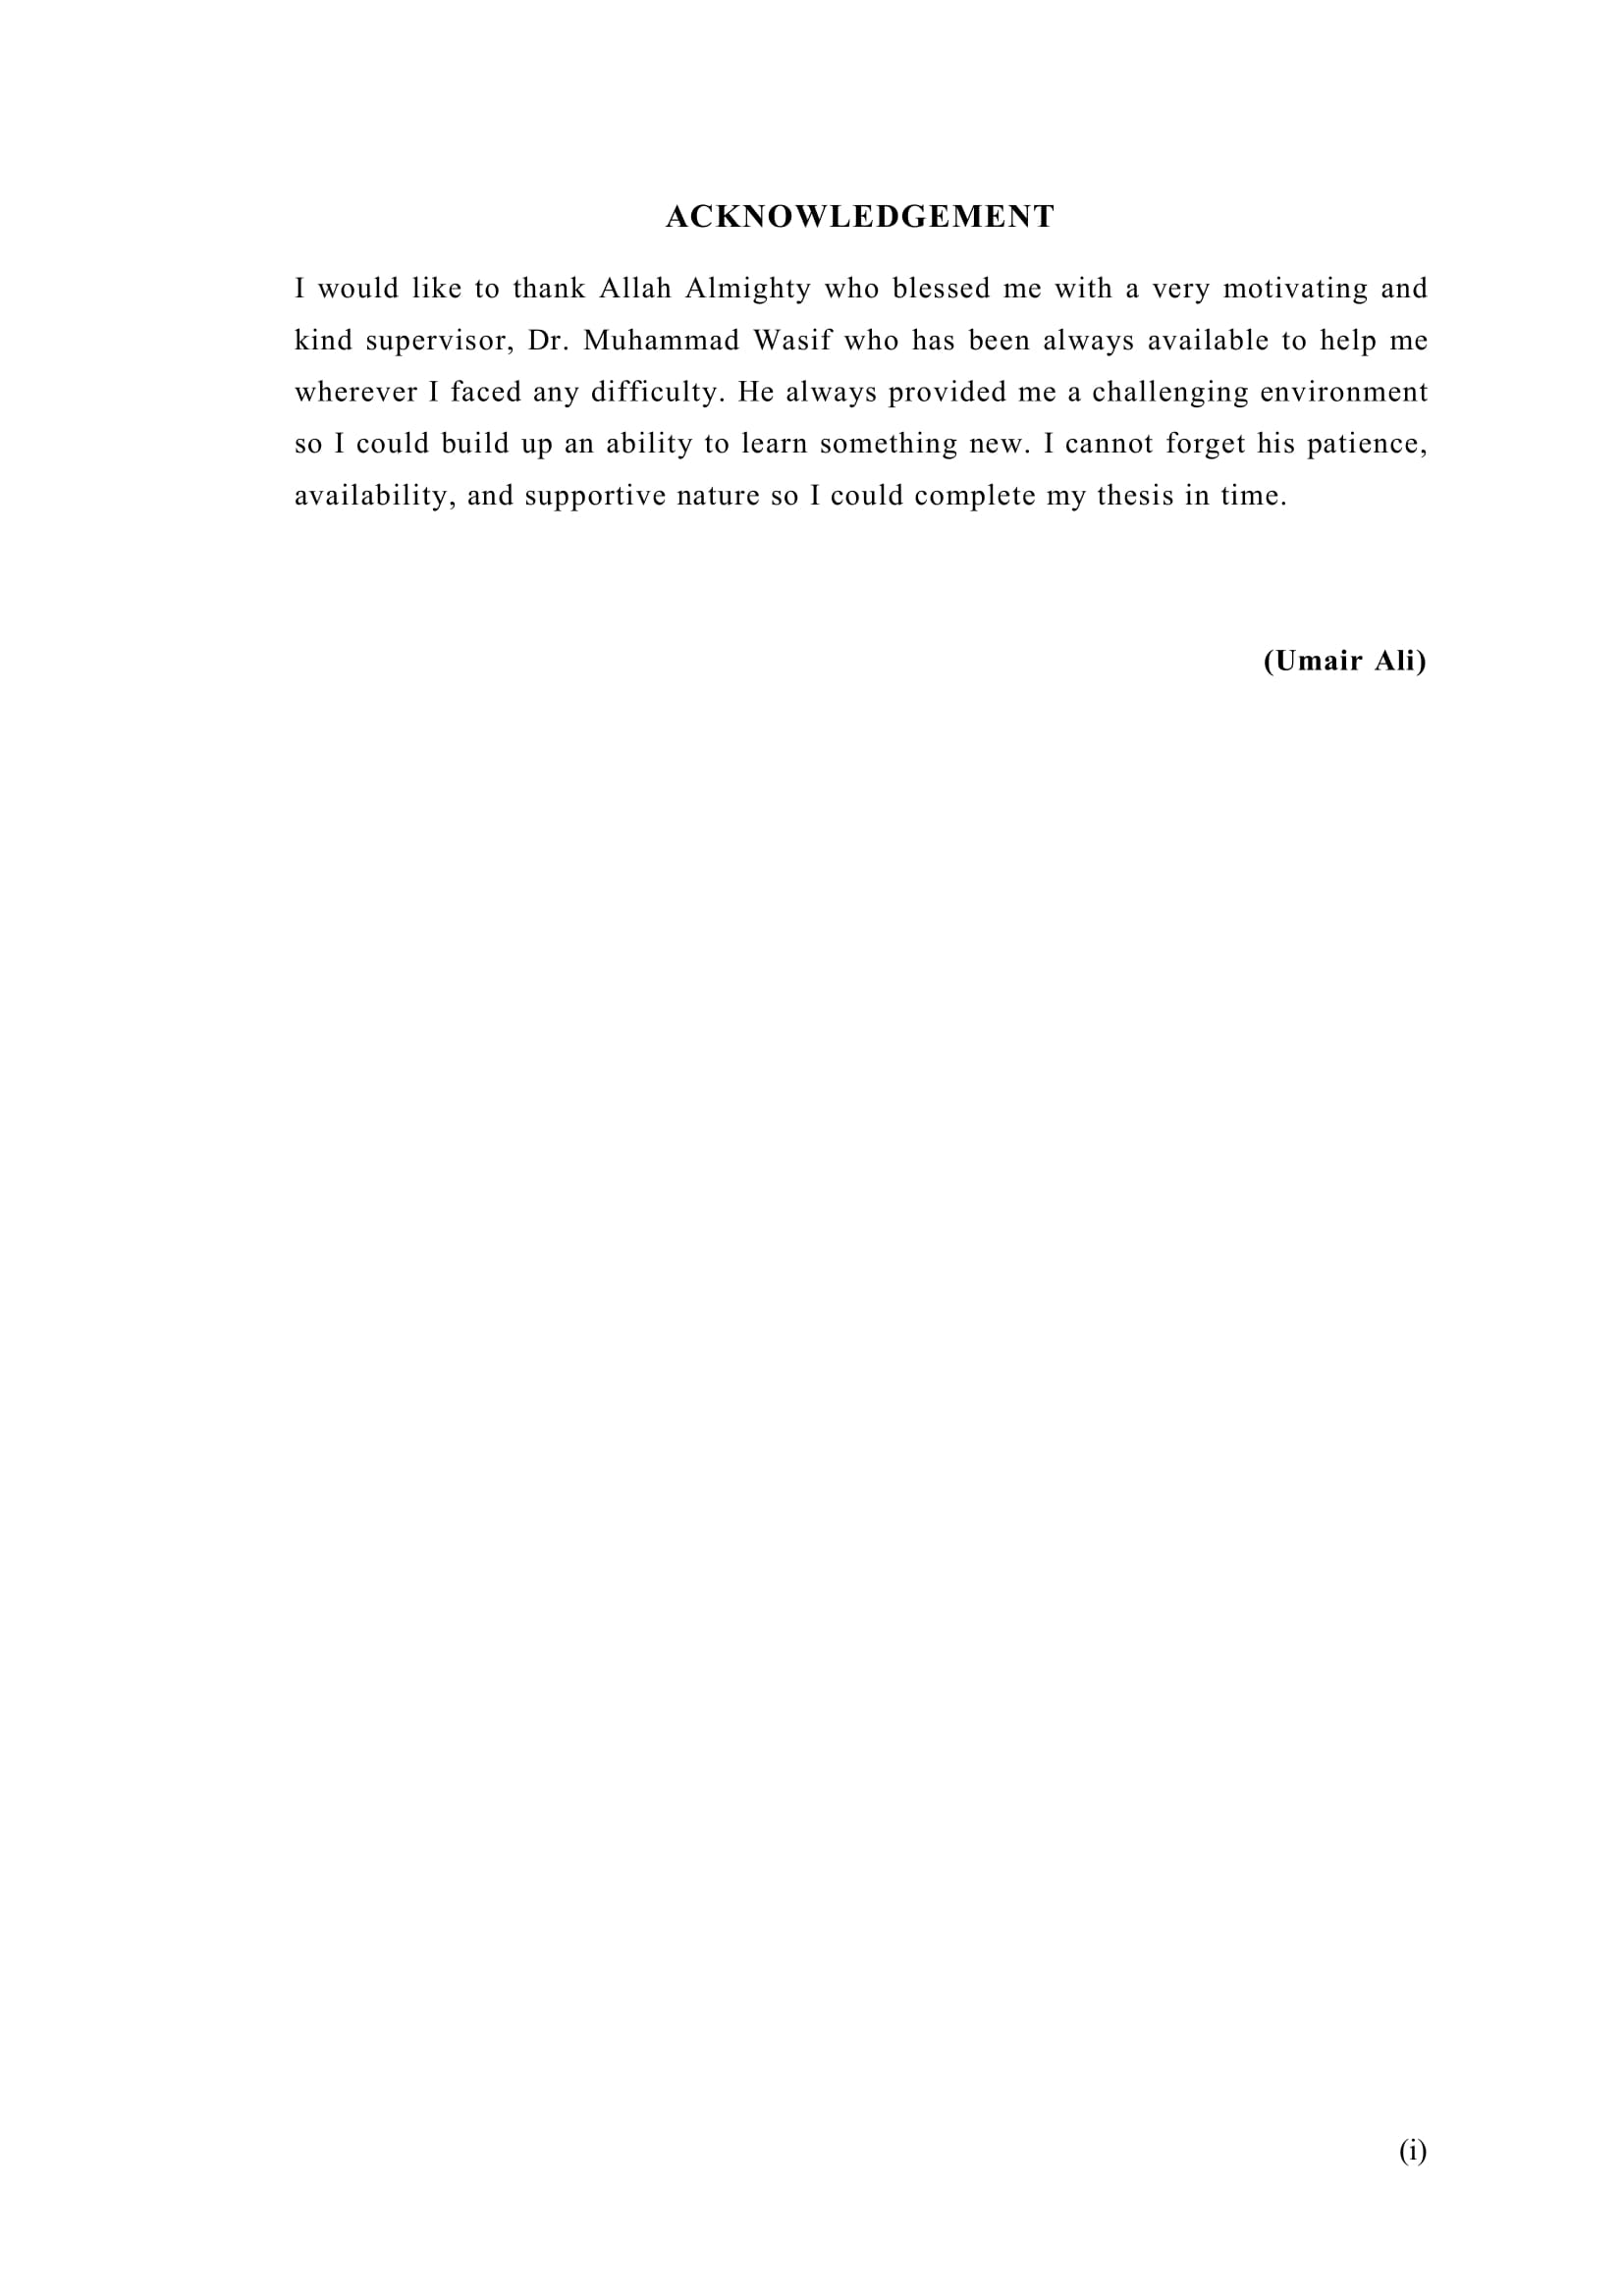 ACKNOWLEDGEMENT
I would like to thank Allah Almighty who blessed me with a very motivating and
kind supervisor, Dr. Muhammad Wasif who has been always available to help me
wherever I faced any difficulty. He always provided me a challenging environment
so I could build up an ability to learn something new. I cannot forget his patience,
availability, and supportive nature so I could complete my thesis in time.
(Umair Ali)
(i)